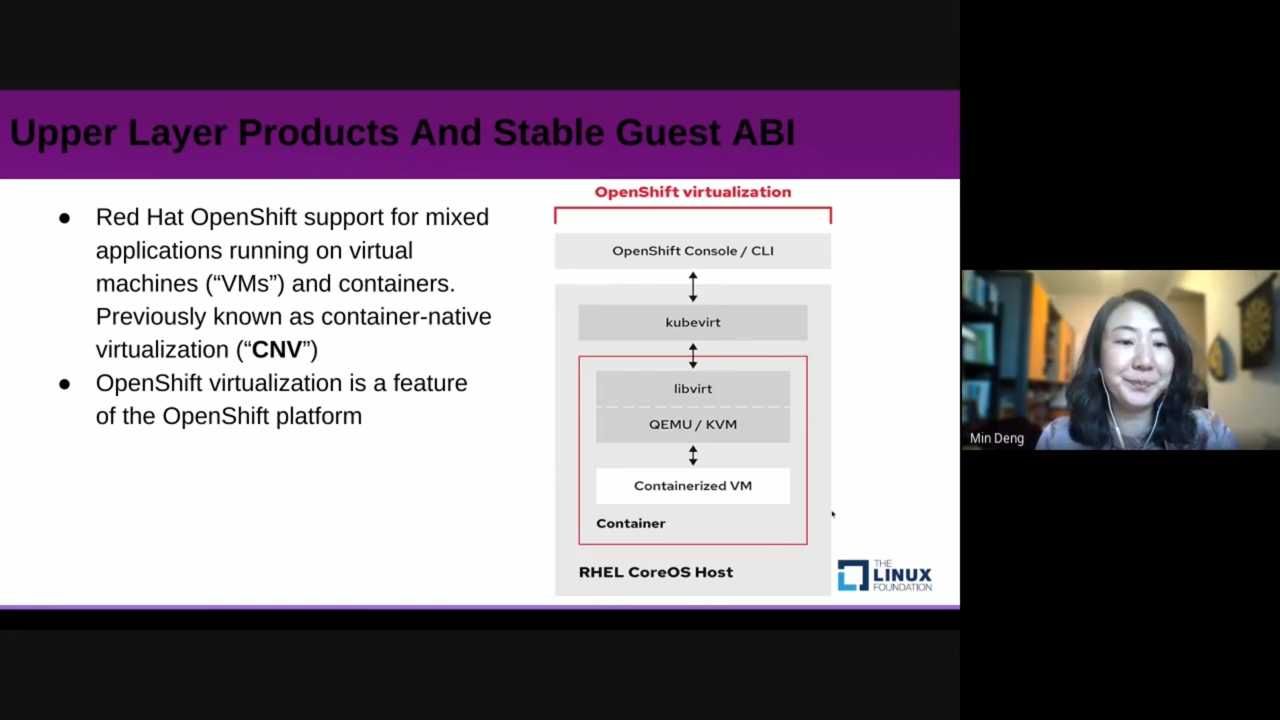 Upper Layer Products And Stable Guest ABI
● Red Hat OpenShift support for mixed
applications running on virtual
machines (“VMs”) and containers.
Previously known as container-native
virtualization (“CNV”)
● OpenShift virtualization is a feature
of the OpenShift platform
OpenShift virtualization
OpenShift Console / CLI
kubevirt
libvirt
QEMU / KVM
Containerized VM
Container
RHEL CoreOS Host
THE
LINUX
FOUNDATION
Min Deng